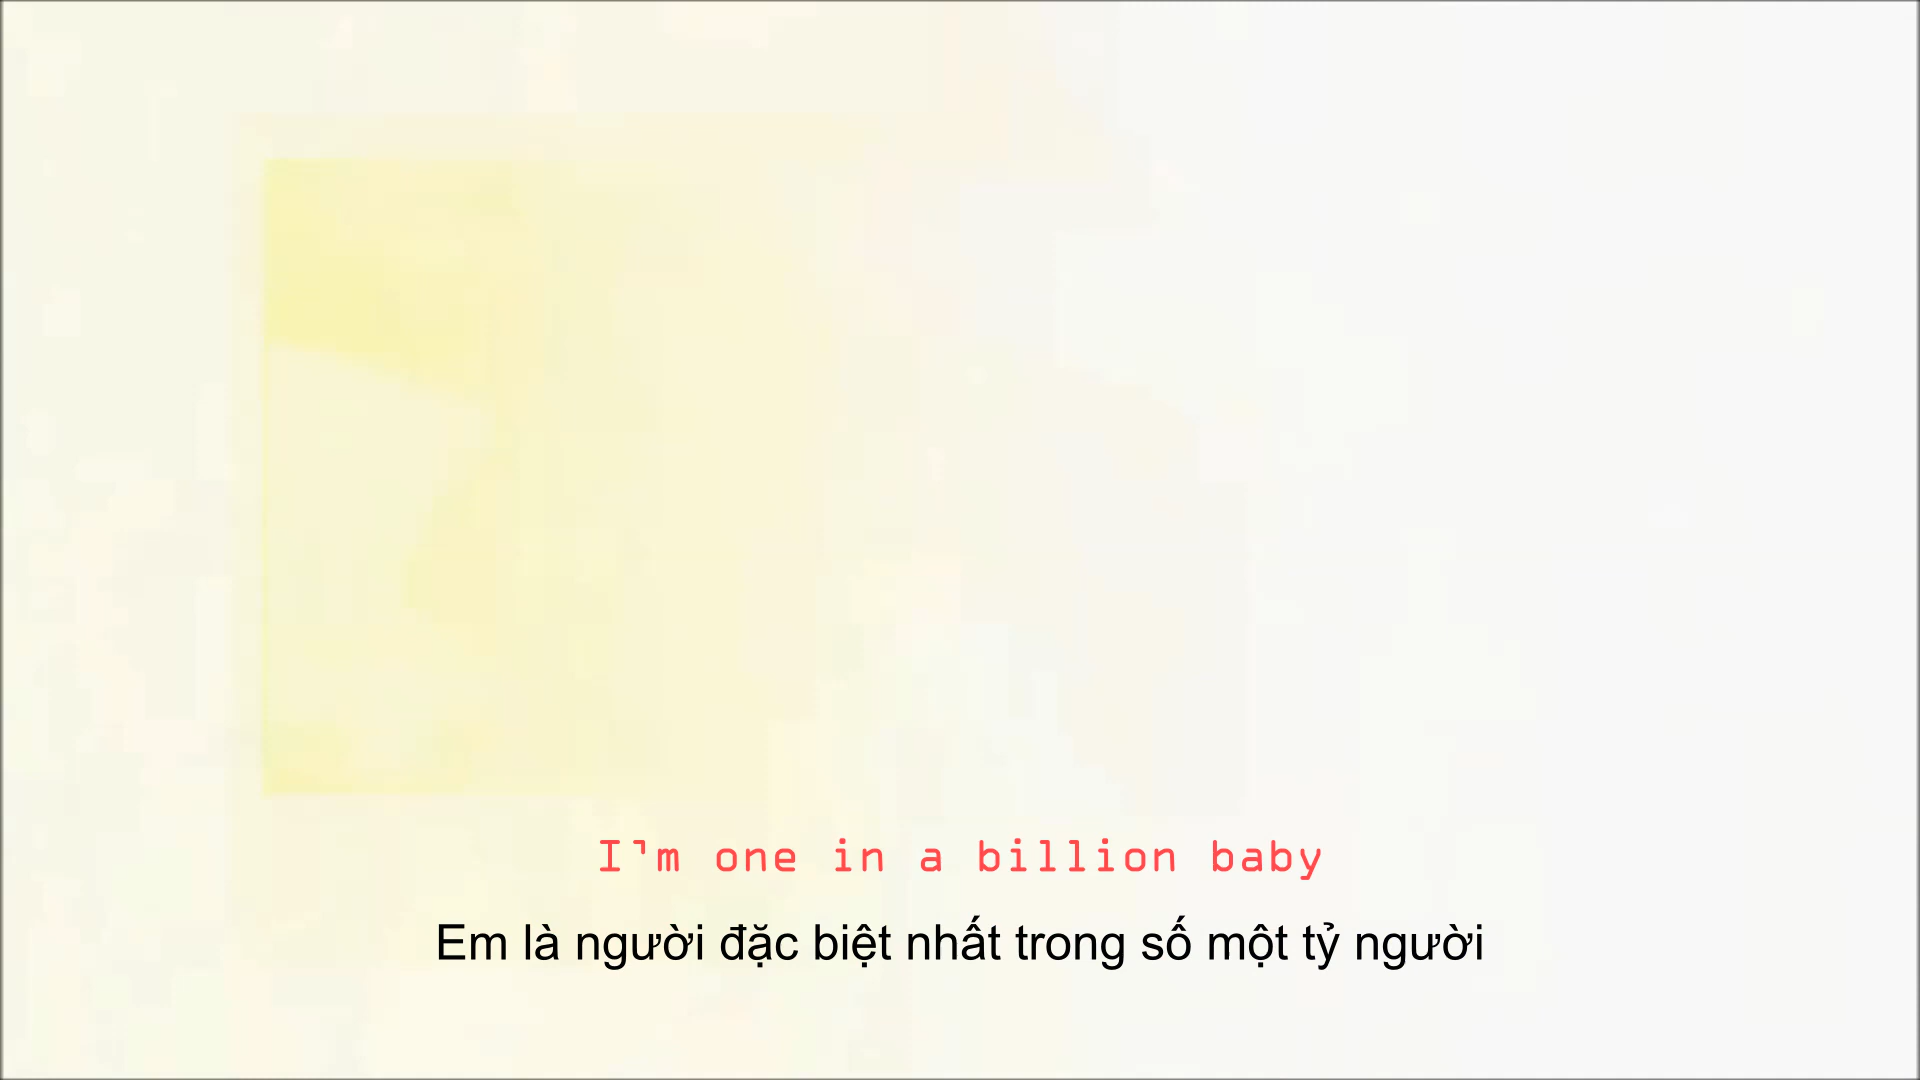 I'm one in a billion baby
Em là người đặc biệt nhất trong số một tỷ người